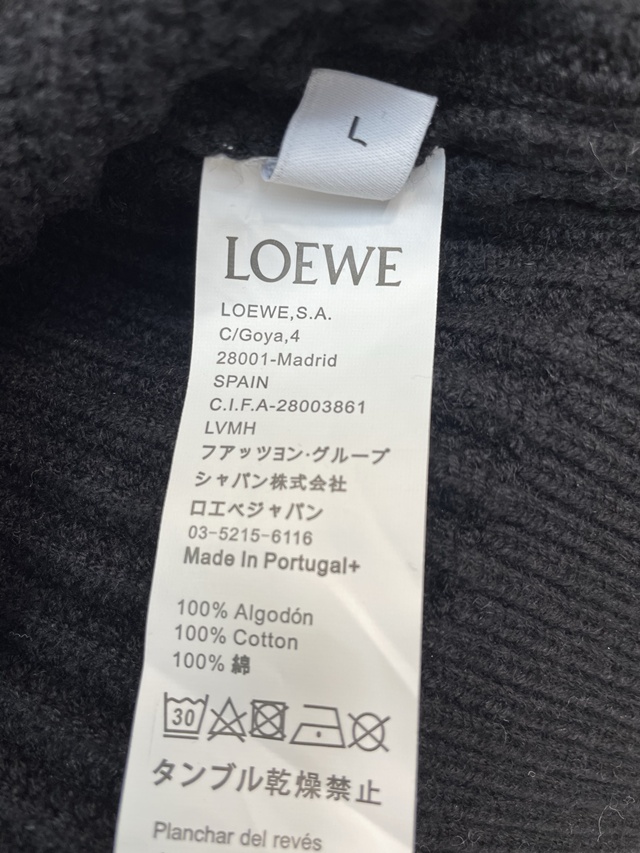 L
LOEWE
LOEWE,S.A.
C/Goya,4
28001-Madrid
SPAIN
C.I.F.A-28003861
LVMH
フアッツヨン·グループ
シャパン株式会社
ロエベジャパン
03-5215-6116
Made In Portugal+
100% Algodón
100% Cotton
100% 綿
30
タンブル乾燥禁止
Planchar del revés